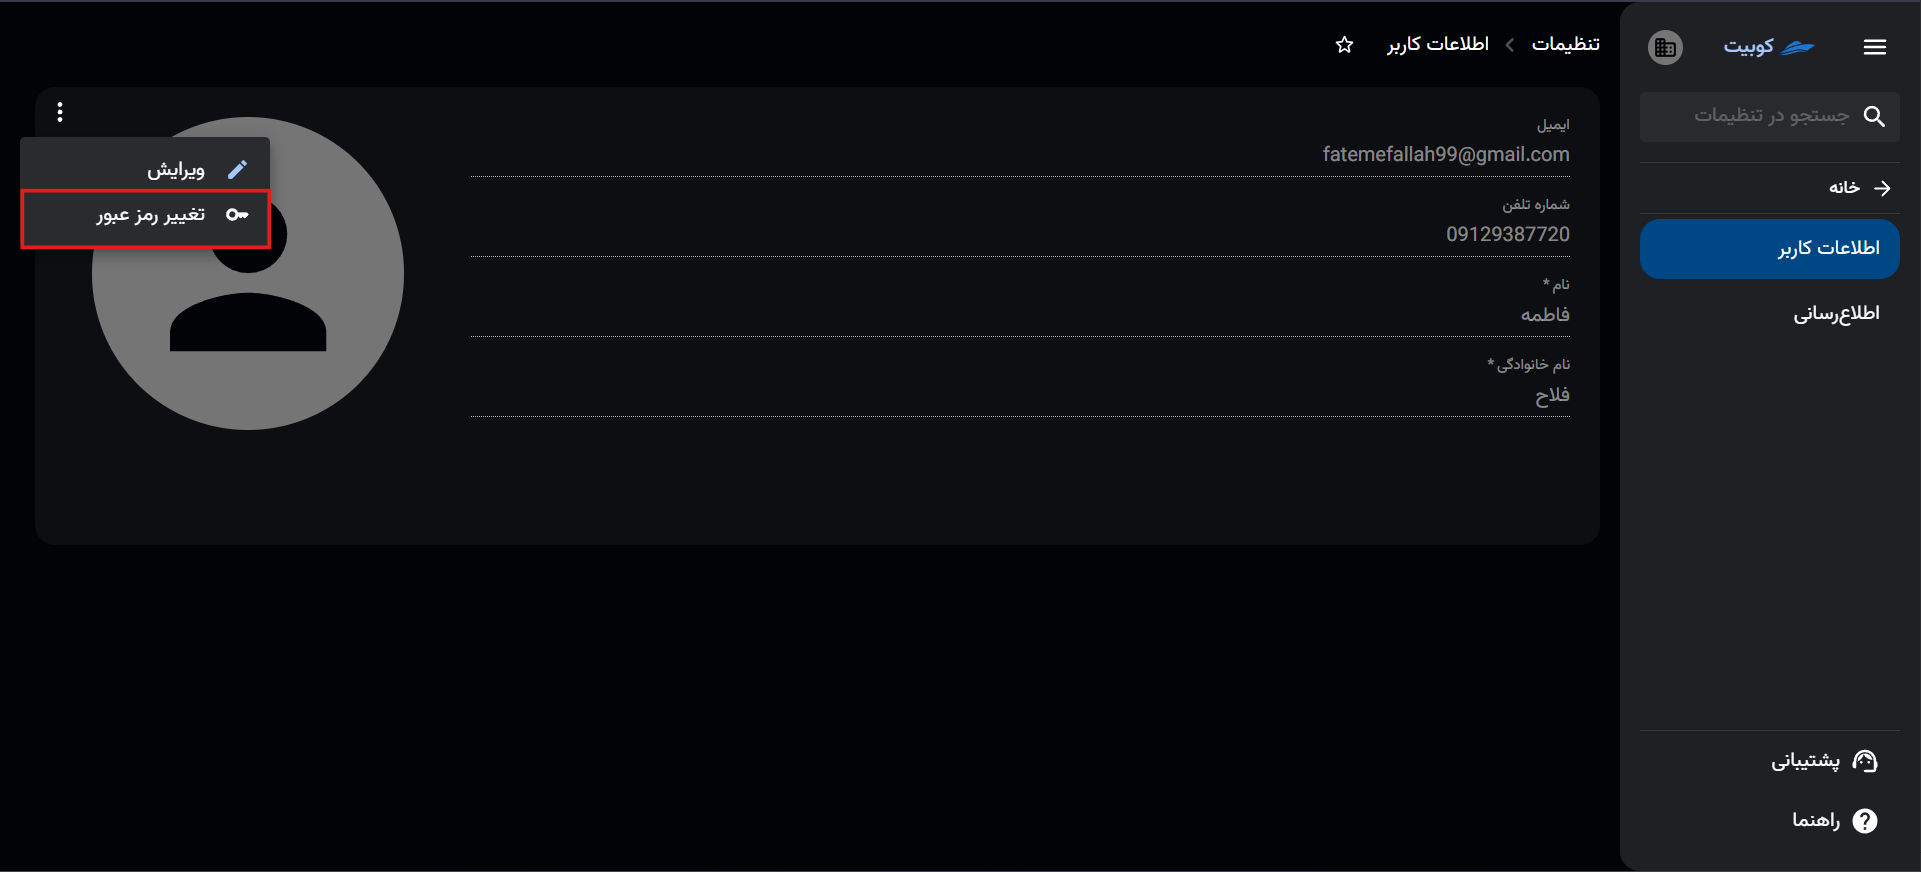 کوبیت
جستجو در تنظیمات
خانه
اطلاعات کاربر
اطلاع‌رسانی
پشتیبانی
راهنما
تنظیمات
اطلاعات کاربر
ایمیل
fatemefallah99@gmail.com
شماره تلفن
09129387720
نام *
فاطمه
نام خانوادگی *
فلاح
ویرایش
تغییر رمز عبور